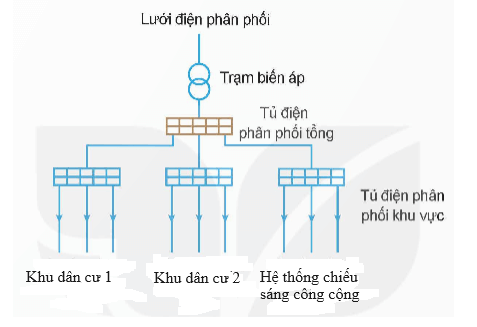 Lưới điện phân phối
Trạm biến áp
Tủ điện
phân phối tổng
Tủ điện phân
phối khu vực
Khu dân cư 1
Khu dân cư 2
Hệ thống chiếu
sáng công cộng